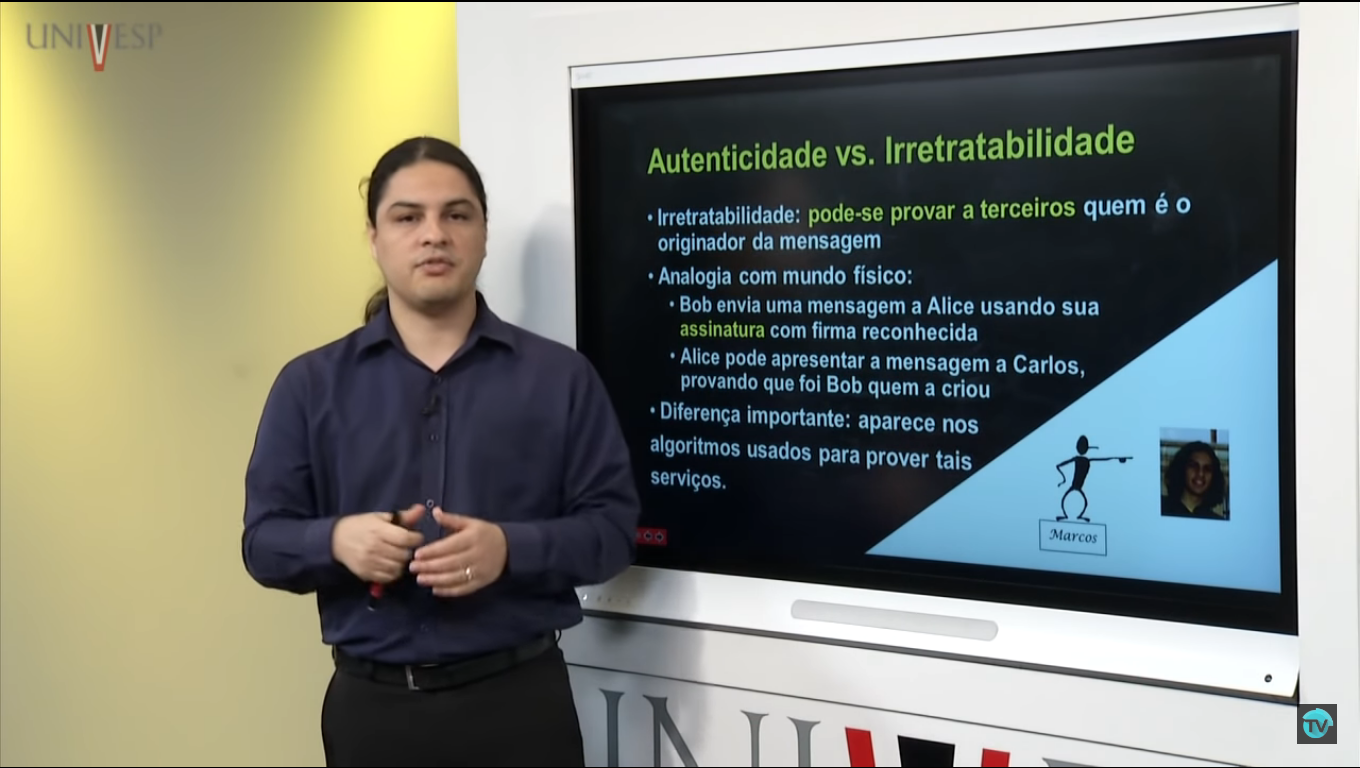 UNIVESP
Autenticidade vs. Irretratabilidade
• Irretratabilidade: pode-se provar a terceiros quem é o
originador da mensagem
• Analogia com mundo físico:
• Bob envia uma mensagem a Alice usando sua
assinatura com firma reconhecida
• Alice pode apresentar a mensagem a Carlos,
provando que foi Bob quem a criou
• Diferença importante: aparece nos
algoritmos usados para prover tais
serviços.
Marcos
UNIV
TV